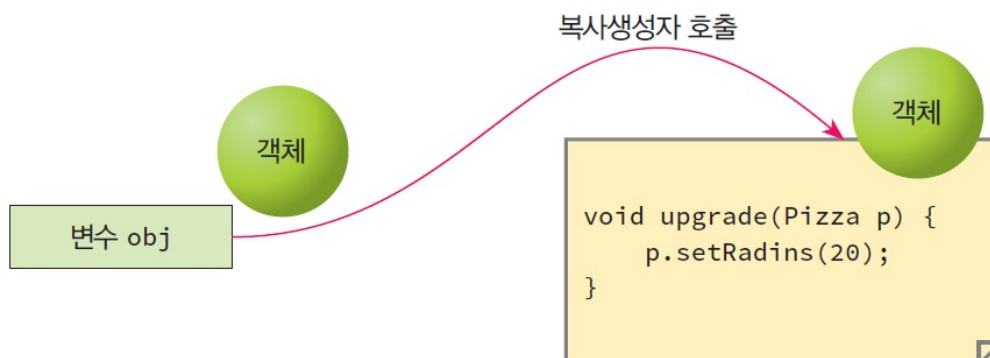 복사생성자 호출
객체
객체
변수 obj
void upgrade(Pizza p) {
    p.setRadins(20);
}